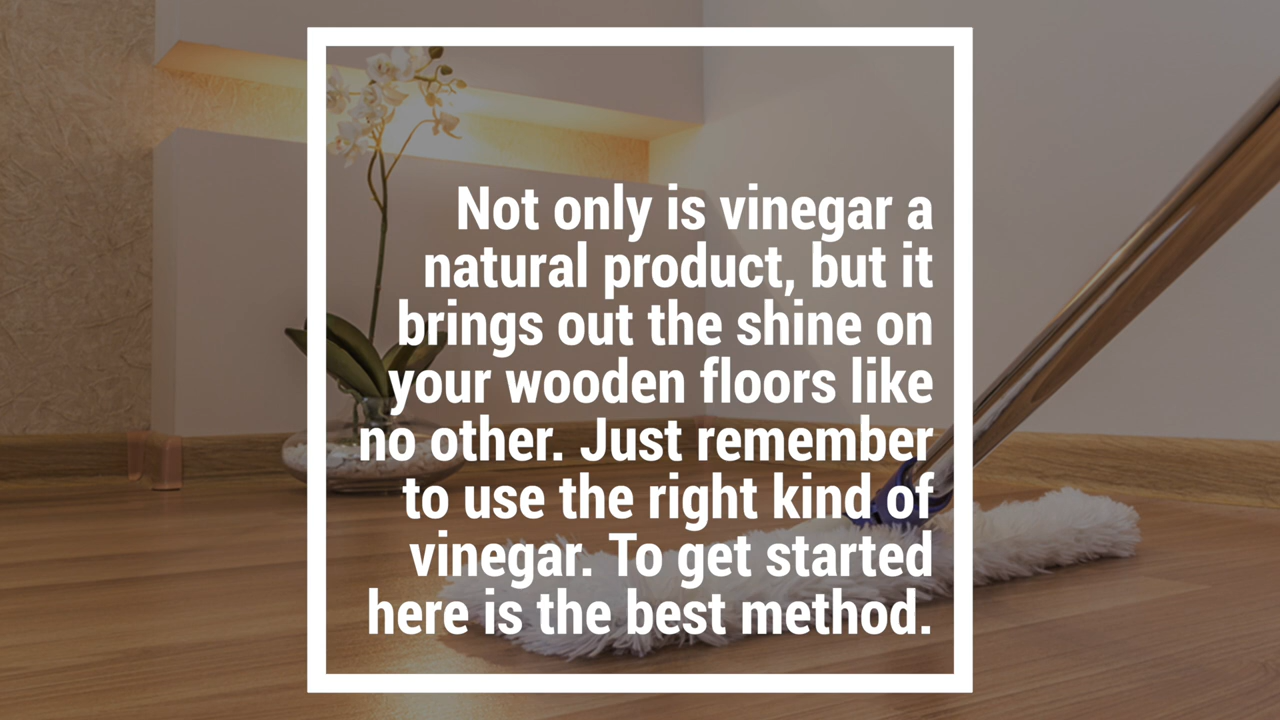 Not only is vinegar a
natural product, but it
brings out the shine on
your wooden floors like
no other. Just remember
to use the right kind of
vinegar. To get started
here is the best method.